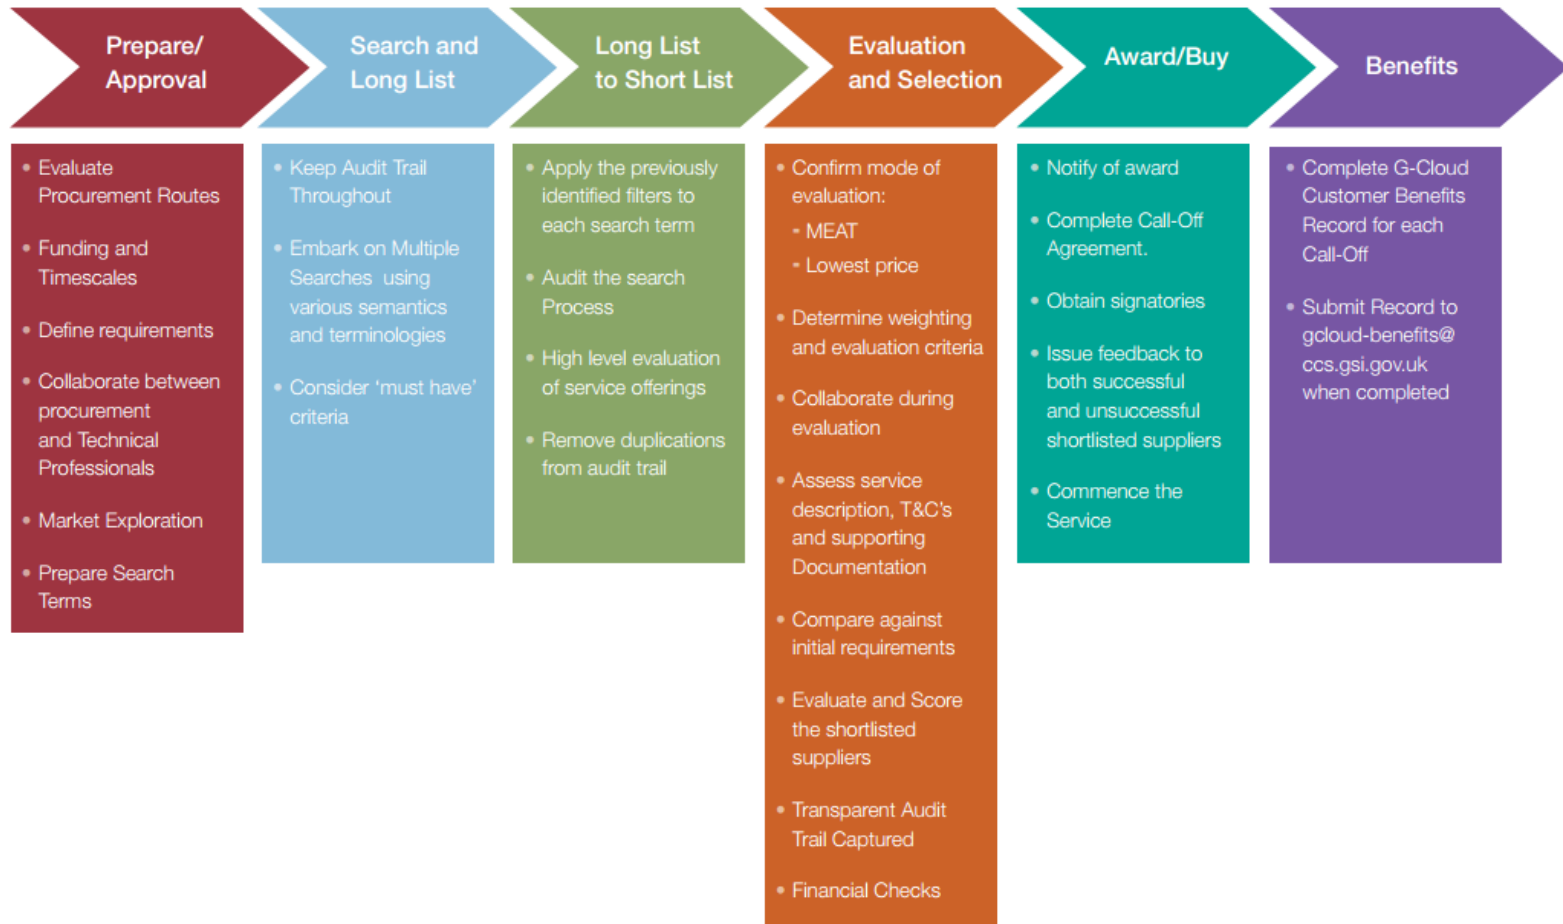 Prepare/
Approval
Search and
Long List
Long List
to Short List
Evaluation
and Selection
Award/Buy
Benefits
• Evaluate
Procurement Routes
• Funding and
Timescales
• Define requirements
• Collaborate between
procurement
and Technical
Professionals
• Market Exploration
• Prepare Search
Terms
• Keep Audit Trail
Throughout
• Embark on Multiple
Searches using
various semantics
and terminologies
• Consider ‘must have’
criteria
• Apply the previously
identified filters to
each search term
• Audit the search
Process
• High level evaluation
of service offerings
• Remove duplications
from audit trail
• Confirm mode of
evaluation:
- MEAT
- Lowest price
• Determine weighting
and evaluation criteria
• Collaborate during
evaluation
• Assess service
description, T&C’s
and supporting
Documentation
• Compare against
initial requirements
• Evaluate and Score
the shortlisted
suppliers
• Transparent Audit
Trail Captured
• Financial Checks
• Notify of award
• Complete Call-Off
Agreement.
• Obtain signatories
• Issue feedback to
both successful
and unsuccessful
shortlisted suppliers
• Commence the
Service
• Complete G-Cloud
Customer Benefits
Record for each
Call-Off
• Submit Record to
gcloud-benefits@
ccs.gsi.gov.uk
when completed